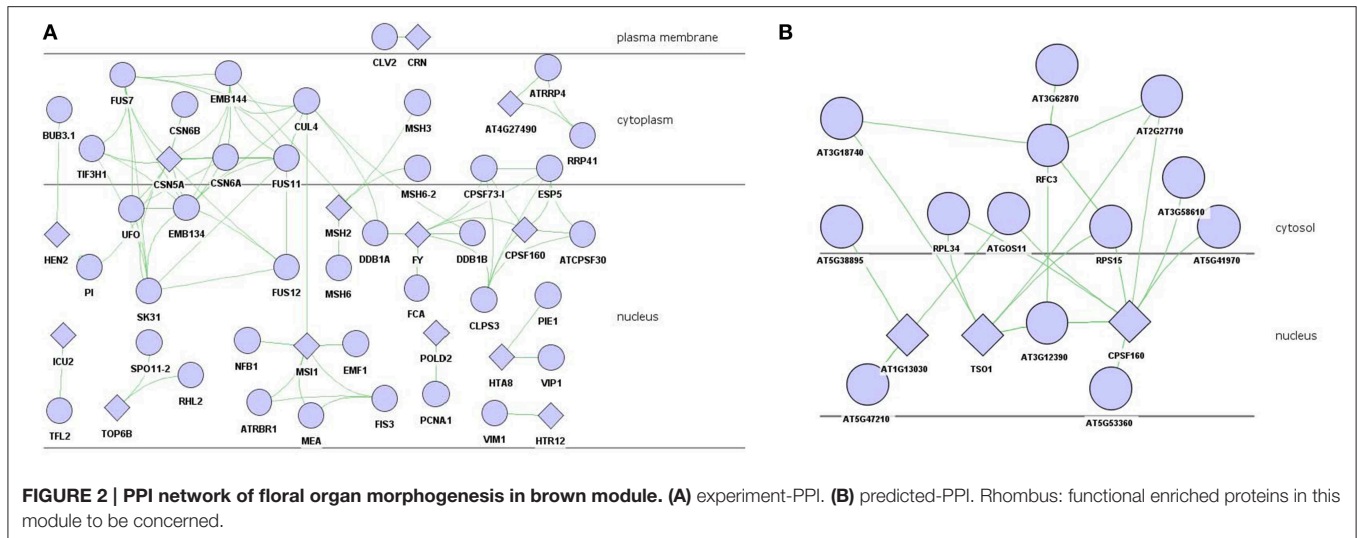 A
plasma membrane
CLV2 CRN
FUS7
EMB144
ATRRP4
BUB3.1
CSN6B
CUL4
MSH3
AT4G27490
cytoplasm
RRP41
TIF3H1
CSN5A
CSN6A
FUS11
MSH6-2
CPSF73-I
ESP5
HEN2
UFO
EMB134
MSH2
DDB1A
FY
DDB1B
CPSF160
ATCPSF30
PI
SK31
FUS12
MSH6
FCA
CLPS3
PIE1
nucleus
ICU2
SPO11-2
NFB1
MSI1
EMF1
POLD2
HTA8
VIP1
RHL2
TFL2
TOP6B
ATRBR1
MEA
FIS3
PCNA1
VIM1
HTR12
B
AT3G62870
AT3G18740
AT2G27710
RFC3
AT3G58610
AT5G38895
RPL34
ATGOS11
RPS15
AT5G41970
cytosol
nucleus
AT1G13030
TSO1
AT3G12390
CPSF160
AT5G47210
AT5G53360
FIGURE 2 | PPI network of floral organ morphogenesis in brown module. (A) experiment-PPI. (B) predicted-PPI. Rhombus: functional enriched proteins in this
module to be concerned.